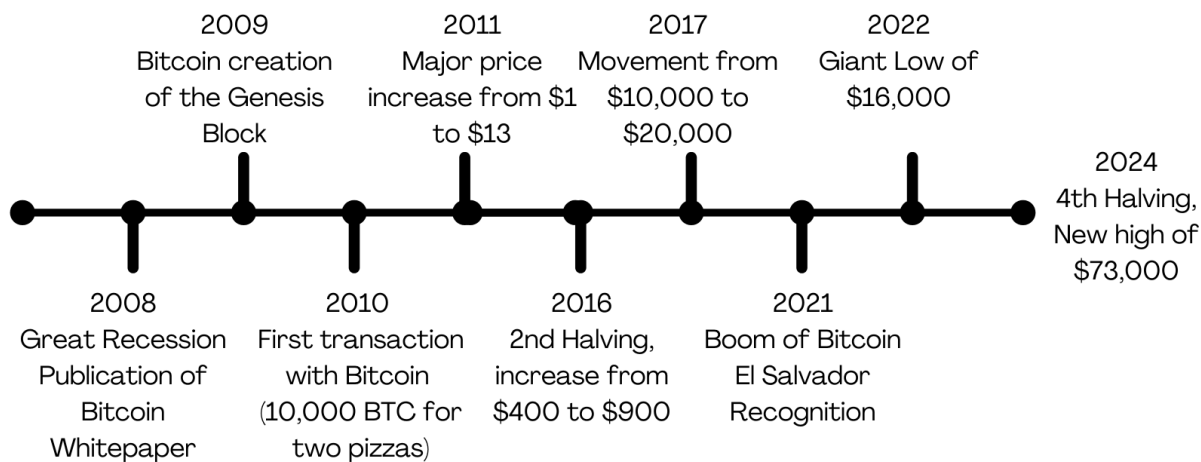 2009
Bitcoin creation
of the Genesis
Block
2011
Major price
increase from $1
to $13
2017
Movement from
$10,000 to
$20,000
2022
Giant Low of
$16,000
2024
4th Halving,
New high of
$73,000
2008
Great Recession
Publication of
Bitcoin
Whitepaper
2010
First transaction
with Bitcoin
(10,000 BTC for
two pizzas)
2016
2nd Halving,
increase from
$400 to $900
2021
Boom of Bitcoin
El Salvador
Recognition